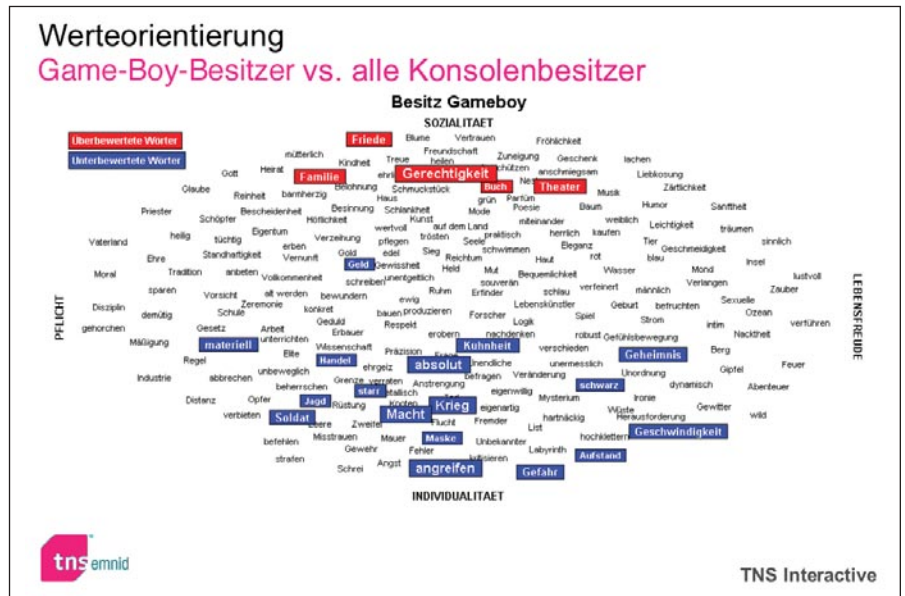 Werteorientierung
Game-Boy-Besitzer vs. alle Konsolenbesitzer
Besitz Gameboy
SOZIALITAET
Überbewertete Wörter
Unterbewertete Wörter
Friede Blume Vertrauen Fröhlichkeit
mütterlich Kindheit Treue Freundschaft heilen Zuneigung Geschenk lachen
Gott Heirat Familie Gerechtigkeit anschmiegsam Liebkosung
Glaube Reinheit barmherzig Belohnung Schmuckstück Buch Theater Musik Zärtlichkeit
Haus grün Parfüm
Priester Schöpfer Bescheidenheit Besinnung Schlankheit Mode Poesie Baum Humor Sanftheit
Höflichkeit Kunst miteinander weiblich
Eigentum wertvoll auf dem Land Leichtigkeit träumen
heilig tüchtig Verzeihung trösten praktisch herrlich kaufen
Vaterland erben pflegen Seele Eleganz Tier sinnlich
Ehre Standhaftigkeit Vernunft Gold edel Sieg schwimmen Geschmeidigkeit
Geld Gewissheit Reichtum Haut rot blau Insel
Moral Tradition anbeten Vollkommenheit unentgeltlich Held Mut Bequemlichkeit Wasser Mond lustvoll
schreiben souverän Verlangen
sparen Vorsicht alt werden bewundern Ruhm Erfinder schlau verfeinert männlich Zauber
Zeremonie ewig Lebenskünstler Geburt befruchten Sexuelle
Disziplin demütig Schule konkret bauen produzieren Forscher Spiel Ozean
Geduld Respekt Logik Strom intim verführen
gehorchen Gesetz Arbeit Erbauer erobern nachdenken robust Gefühlsbewegung Nacktheit
PFLICHT
LEBENSFREUDE
Mäßigung materiell unterrichten Wissenschaft Präzision Kuhnheit verschieden Geheimnis Berg
Regel Elite Handel ehrgeiz absolut Unendliche unermesslich Gipfel Feuer
unbeweglich befragen Veränderung Unordnung
Industrie abbrechen beherrschen Grenze verraten Anstrengung schwarz dynamisch Abenteuer
starr eigenwillig Mysterium Ironie
Distanz Opfer Jagd Rüstung Knoten Krieg eigenartig Wüste Gewitter
verbieten Soldat Zweifel Macht Flucht Fremder hartnäckig Herausforderung wild
List
befehlen Misstrauen Mauer Maske Unbekannter hochklettern Geschwindigkeit
Gewehr Fehler Labyrinth Aufstand
strafen Schrei Angst angreifen Gefahr
INDIVIDUALITAET
tns emnid
TNS Interactive